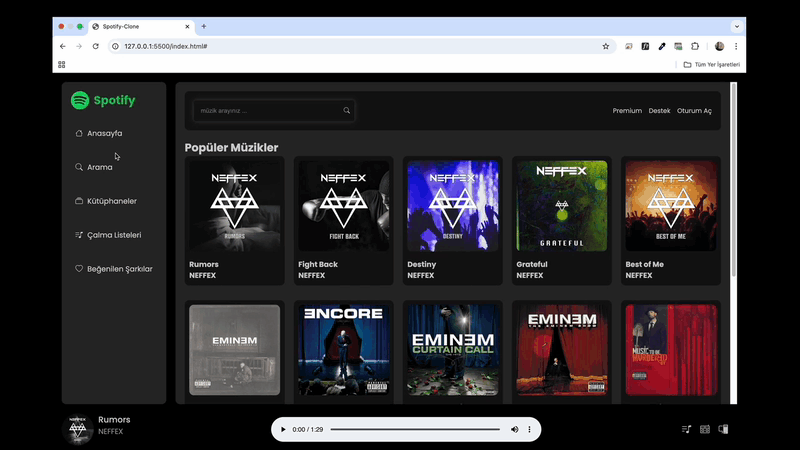 Spotify-Clone
127.0.0.1:5500/index.html#
Tüm Yer İşaretleri
Spotify
Anasayfa
Arama
Kütüphaneler
Çalma Listeleri
Beğenilen Şarkılar
müzik arayınız ...
Premium
Destek
Oturum Aç
Popüler Müzikler
NEFFEX
RUMORS
Rumors
NEFFEX
NEFFEX
FIGHT BACK
Fight Back
NEFFEX
NEFFEX
DESTINY
Destiny
NEFFEX
NEFFEX
GRATEFUL
Grateful
NEFFEX
NEFFEX
BEST OF ME
Best of Me
NEFFEX
EMINEM
ENCORE
EMINEM
CURTAIN CALL
EMINEM
THE EMINEM SHOW
MUSIC TO BE
MURDERED BY
NEFFEX
Rumors
NEFFEX
0:00 / 1:29